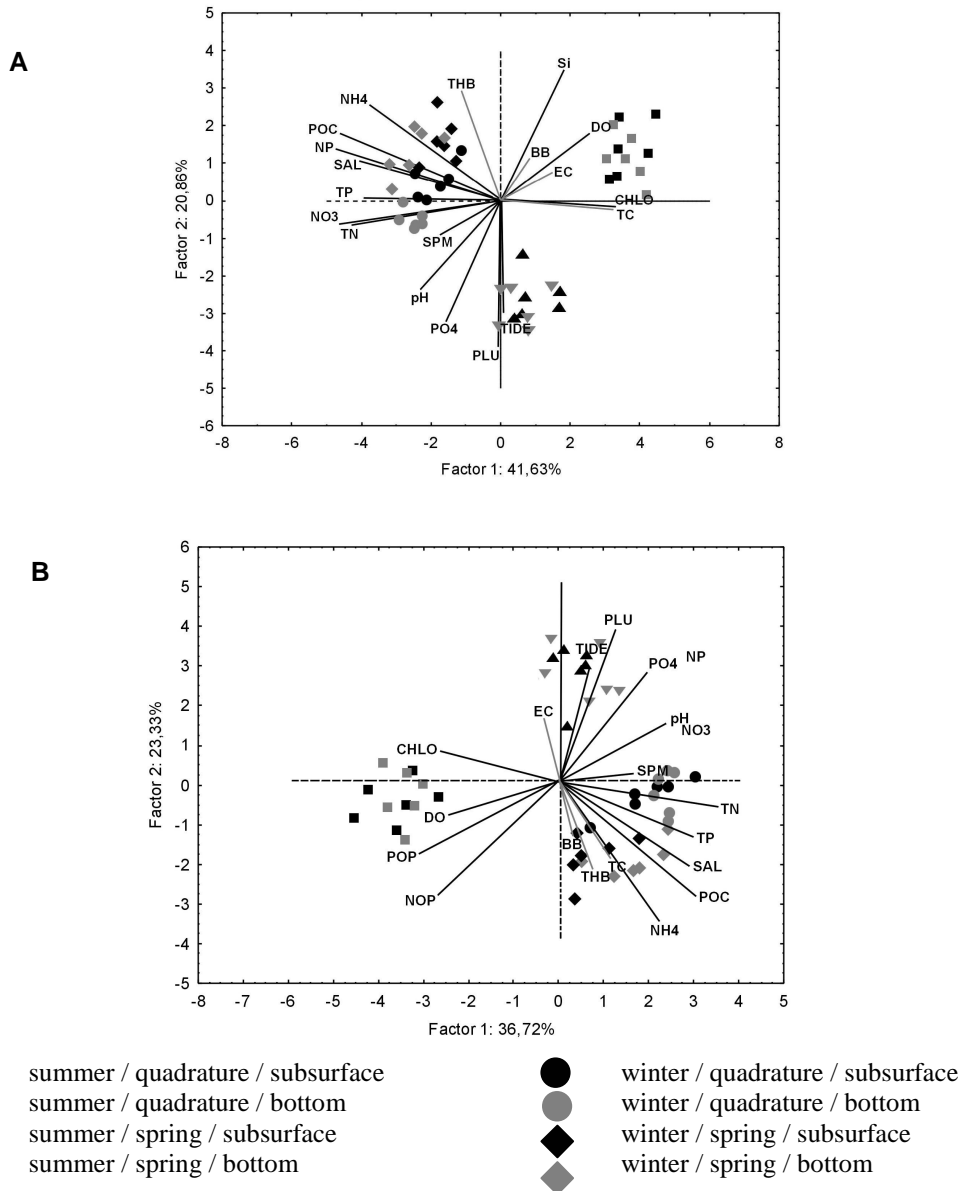 A
5
4
3
2
1
0
-1
-2
-3
-4
-5
-6
Factor 2: 20,86%
Si
THB
NH4
DO
POC
NP
BB
SAL
EC
TP
CHLO
TC
NO3
TN
SPM
pH
PO4
TIDE
PLU
-8 -6 -4 -2 0 2 4 6 8
Factor 1: 41,63%
B
6
5
4
3
2
1
0
-1
-2
-3
-4
-5
Factor 2: 23,33%
PLU
TIDE
NP
PO4
EC
pH
NO3
CHLO
SPM
DO
TN
TP
BB
POP
THB
TC
SAL
NOP
POC
NH4
-8 -7 -6 -5 -4 -3 -2 -1 0 1 2 3 4 5
Factor 1: 36,72%
summer / quadrature / subsurface winter / quadrature / subsurface
summer / quadrature / bottom winter / quadrature / bottom
summer / spring / subsurface winter / spring / subsurface
summer / spring / bottom winter / spring / bottom